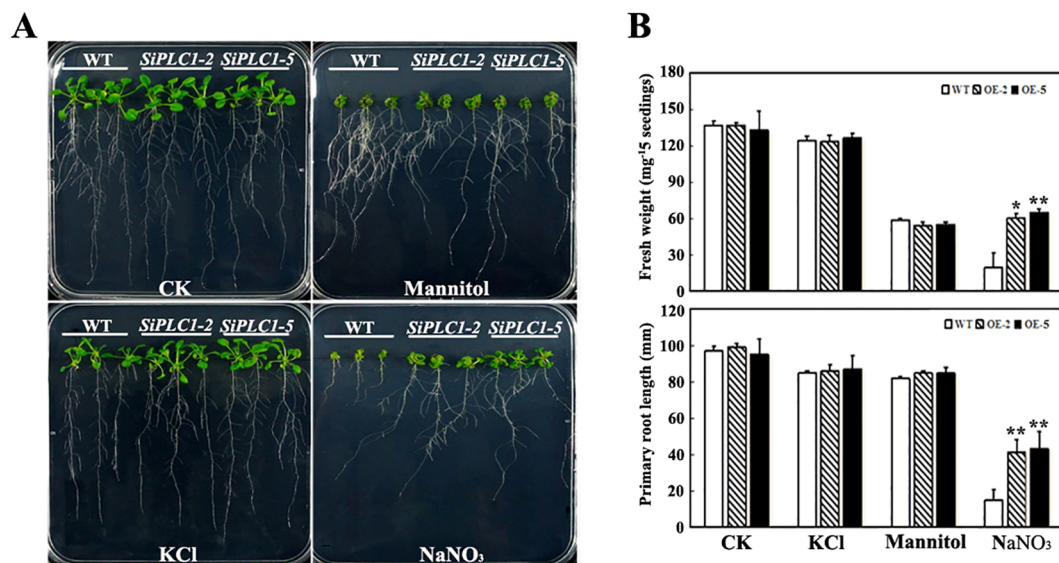 A
WT SiPLC1-2 SiPLC1-5
CK
WT SiPLC1-2 SiPLC1-5
Mannitol
WT SiPLC1-2 SiPLC1-5
KCl
WT SiPLC1-2 SiPLC1-5
NaNO₃
B
Fresh weight (mg⁻¹5 seedings)
180
150
120
90
60
30
0
WT OE-2 OE-5
* **
Primary root length (mm)
120
100
80
60
40
20
0
WT OE-2 OE-5
** **
CK KCl Mannitol NaNO₃